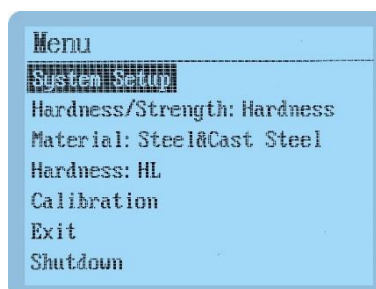 Menu
System Setup
Hardness/Strength: Hardness
Material: Steel&Cast Steel
Hardness: HL
Calibration
Exit
Shutdown